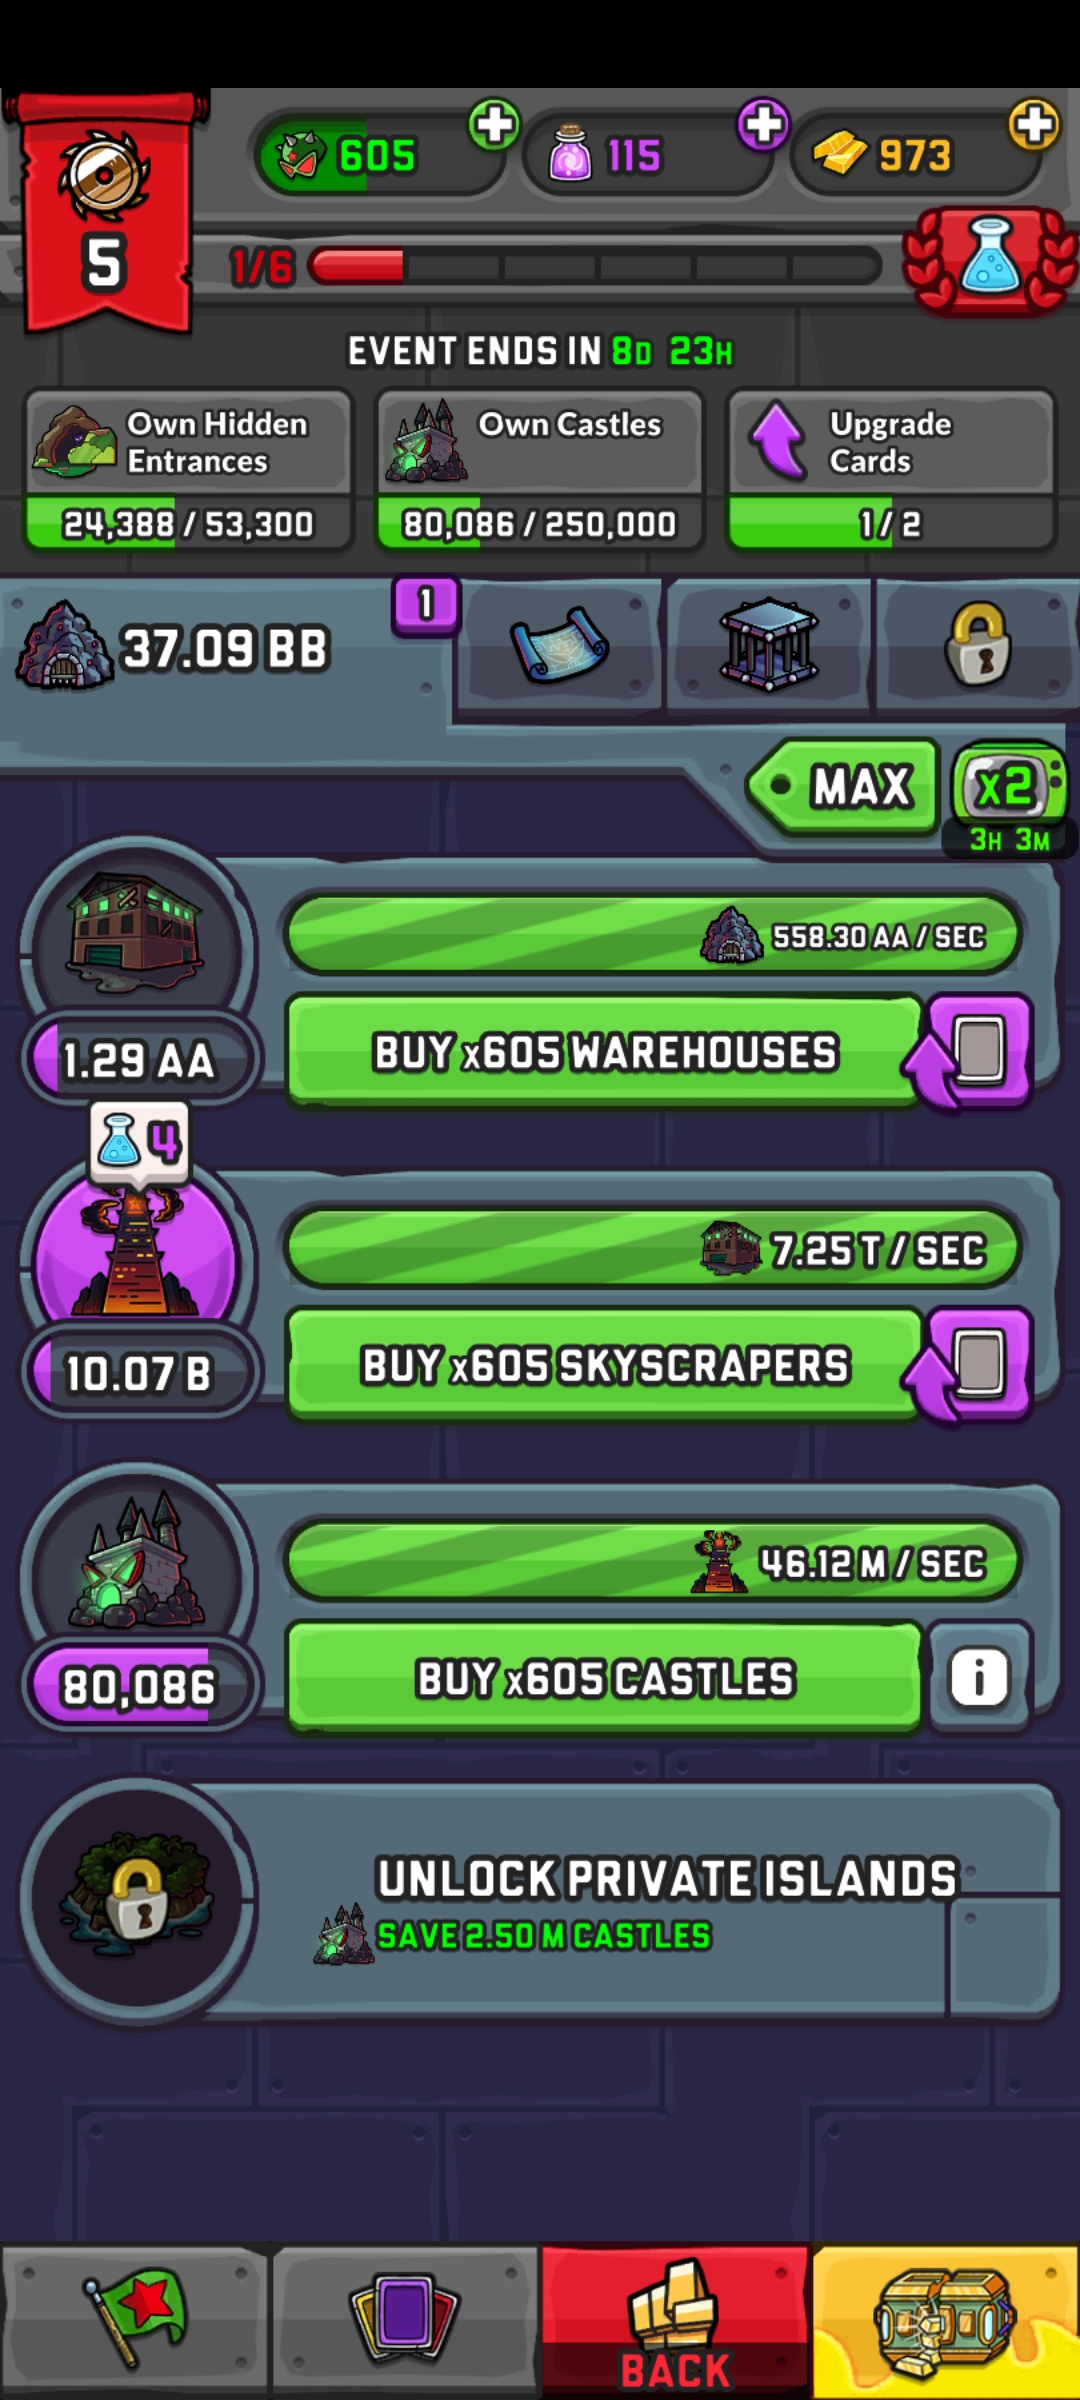 605
115
973
5
1/6
EVENT ENDS IN 8D 23H
Own Hidden
Entrances
24,388 / 53,300
Own Castles
80,086 / 250,000
Upgrade
Cards
1 / 2
37.09 BB
1
MAX
x2
3H 3M
558.30 AA / SEC
BUY x605 WAREHOUSES
1.29 AA
4
7.25 T / SEC
BUY x605 SKYSCRAPERS
10.07 B
46.12 M / SEC
BUY x605 CASTLES
i
80,086
UNLOCK PRIVATE ISLANDS
SAVE 2.50 M CASTLES
BACK